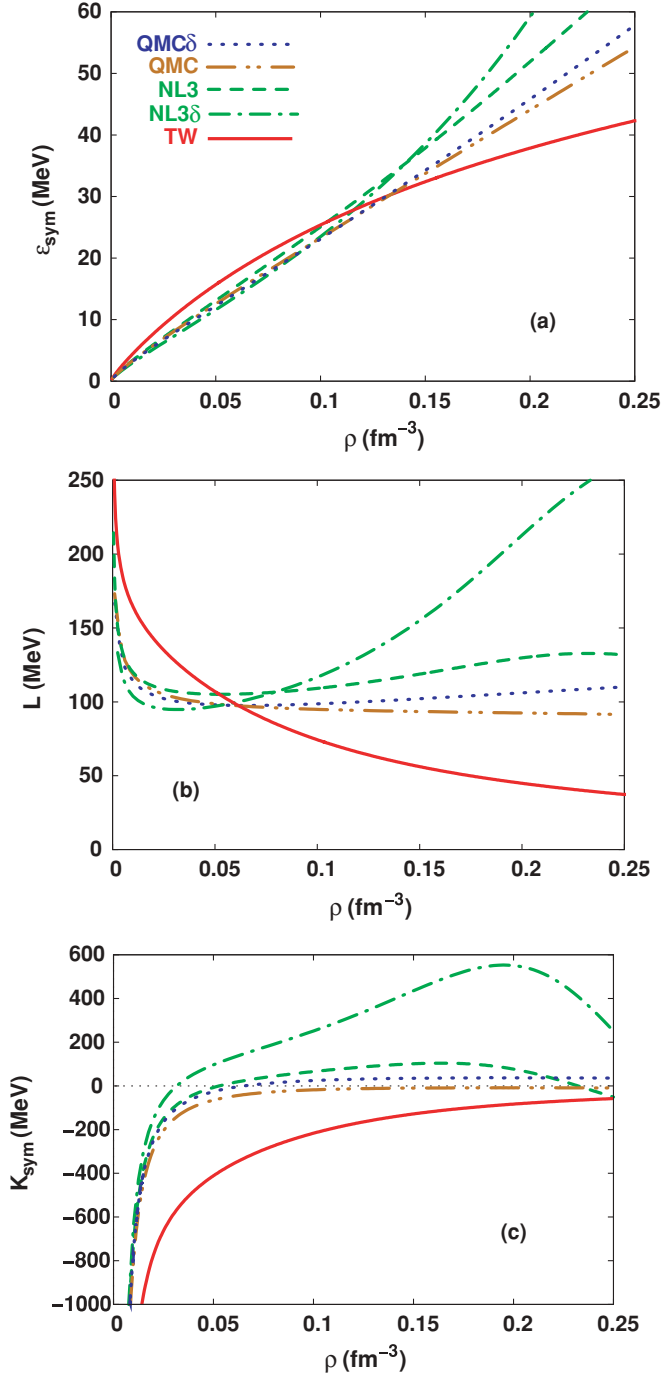 60
50
40
30
20
10
0
ε_sym (MeV)
QMCδ
QMC
NL3
NL3δ
TW
(a)
0 0.05 0.1 0.15 0.2 0.25
ρ (fm⁻³)
250
200
150
100
50
0
L (MeV)
(b)
0 0.05 0.1 0.15 0.2 0.25
ρ (fm⁻³)
600
400
200
0
−200
−400
−600
−800
−1000
K_sym (MeV)
(c)
0 0.05 0.1 0.15 0.2 0.25
ρ (fm⁻³)